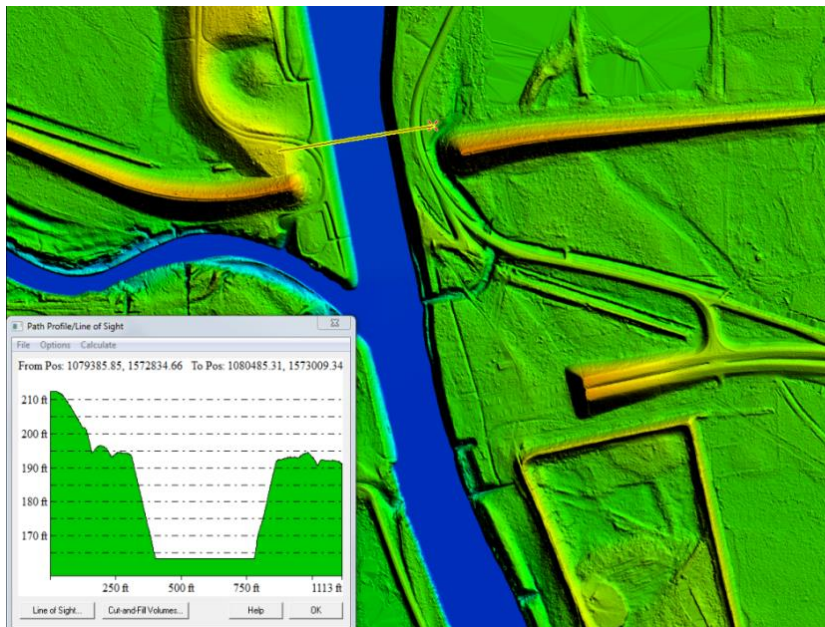 Path Profile/Line of Sight
File Options Calculate
From Pos: 1079385.85, 1572834.66 To Pos: 1080485.31, 1573009.34
210 ft
200 ft
190 ft
180 ft
170 ft
250 ft 500 ft 750 ft 1113 ft
Line of Sight... Cut-and-Fill Volumes... Help OK